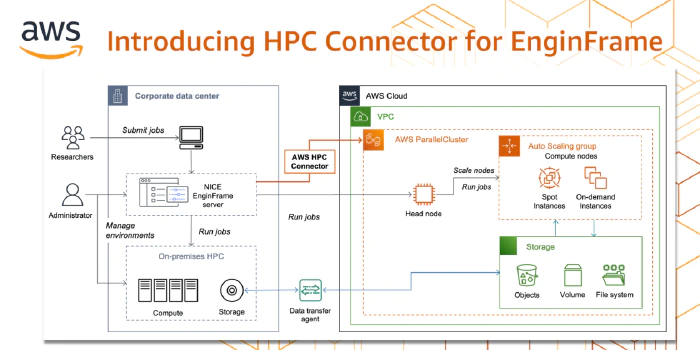 aws
Introducing HPC Connector for EnginFrame
Corporate data center
aws
AWS Cloud
VPC
Submit jobs
Researchers
AWS HPC
Connector
AWS ParallelCluster
Auto Scaling group
Compute nodes
Scale nodes
Run jobs
Spot
Instances
On-demand
Instances
NICE
EnginFrame
server
Administrator
Head node
Manage
environments
Run jobs
Run jobs
On-premises HPC
Storage
Compute
Storage
Data transfer
agent
Objects
Volume
File system